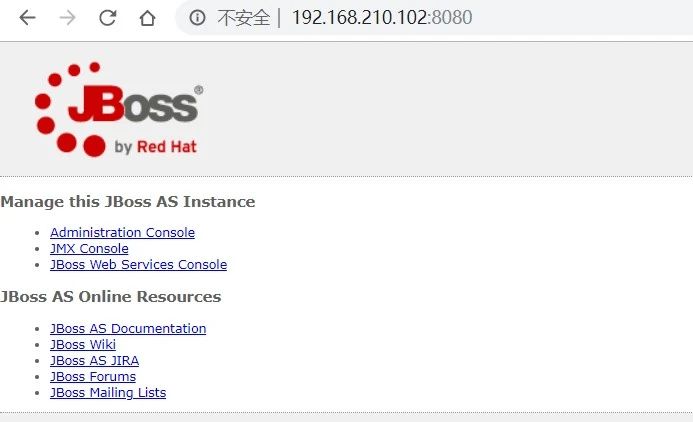 不安全 | 192.168.210.102:8080
JBoss®
by Red Hat
Manage this JBoss AS Instance
Administration Console
JMX Console
JBoss Web Services Console
JBoss AS Online Resources
JBoss AS Documentation
JBoss Wiki
JBoss AS JIRA
JBoss Forums
JBoss Mailing Lists